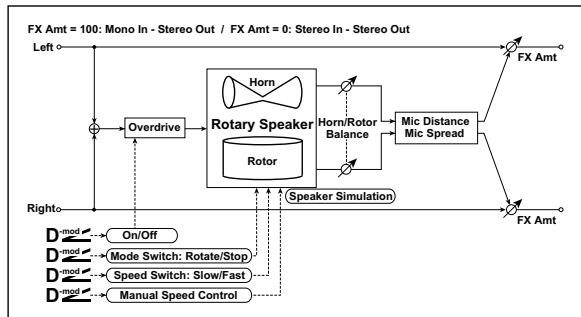 FX Amt = 100: Mono In - Stereo Out / FX Amt = 0: Stereo In - Stereo Out
Left
FX Amt
Horn
Overdrive
Rotary Speaker
Horn/Rotor
Balance
Mic Distance
Mic Spread
Rotor
Speaker Simulation
Right
FX Amt
D-mod
On/Off
D-mod
Mode Switch: Rotate/Stop
D-mod
Speed Switch: Slow/Fast
D-mod
Manual Speed Control